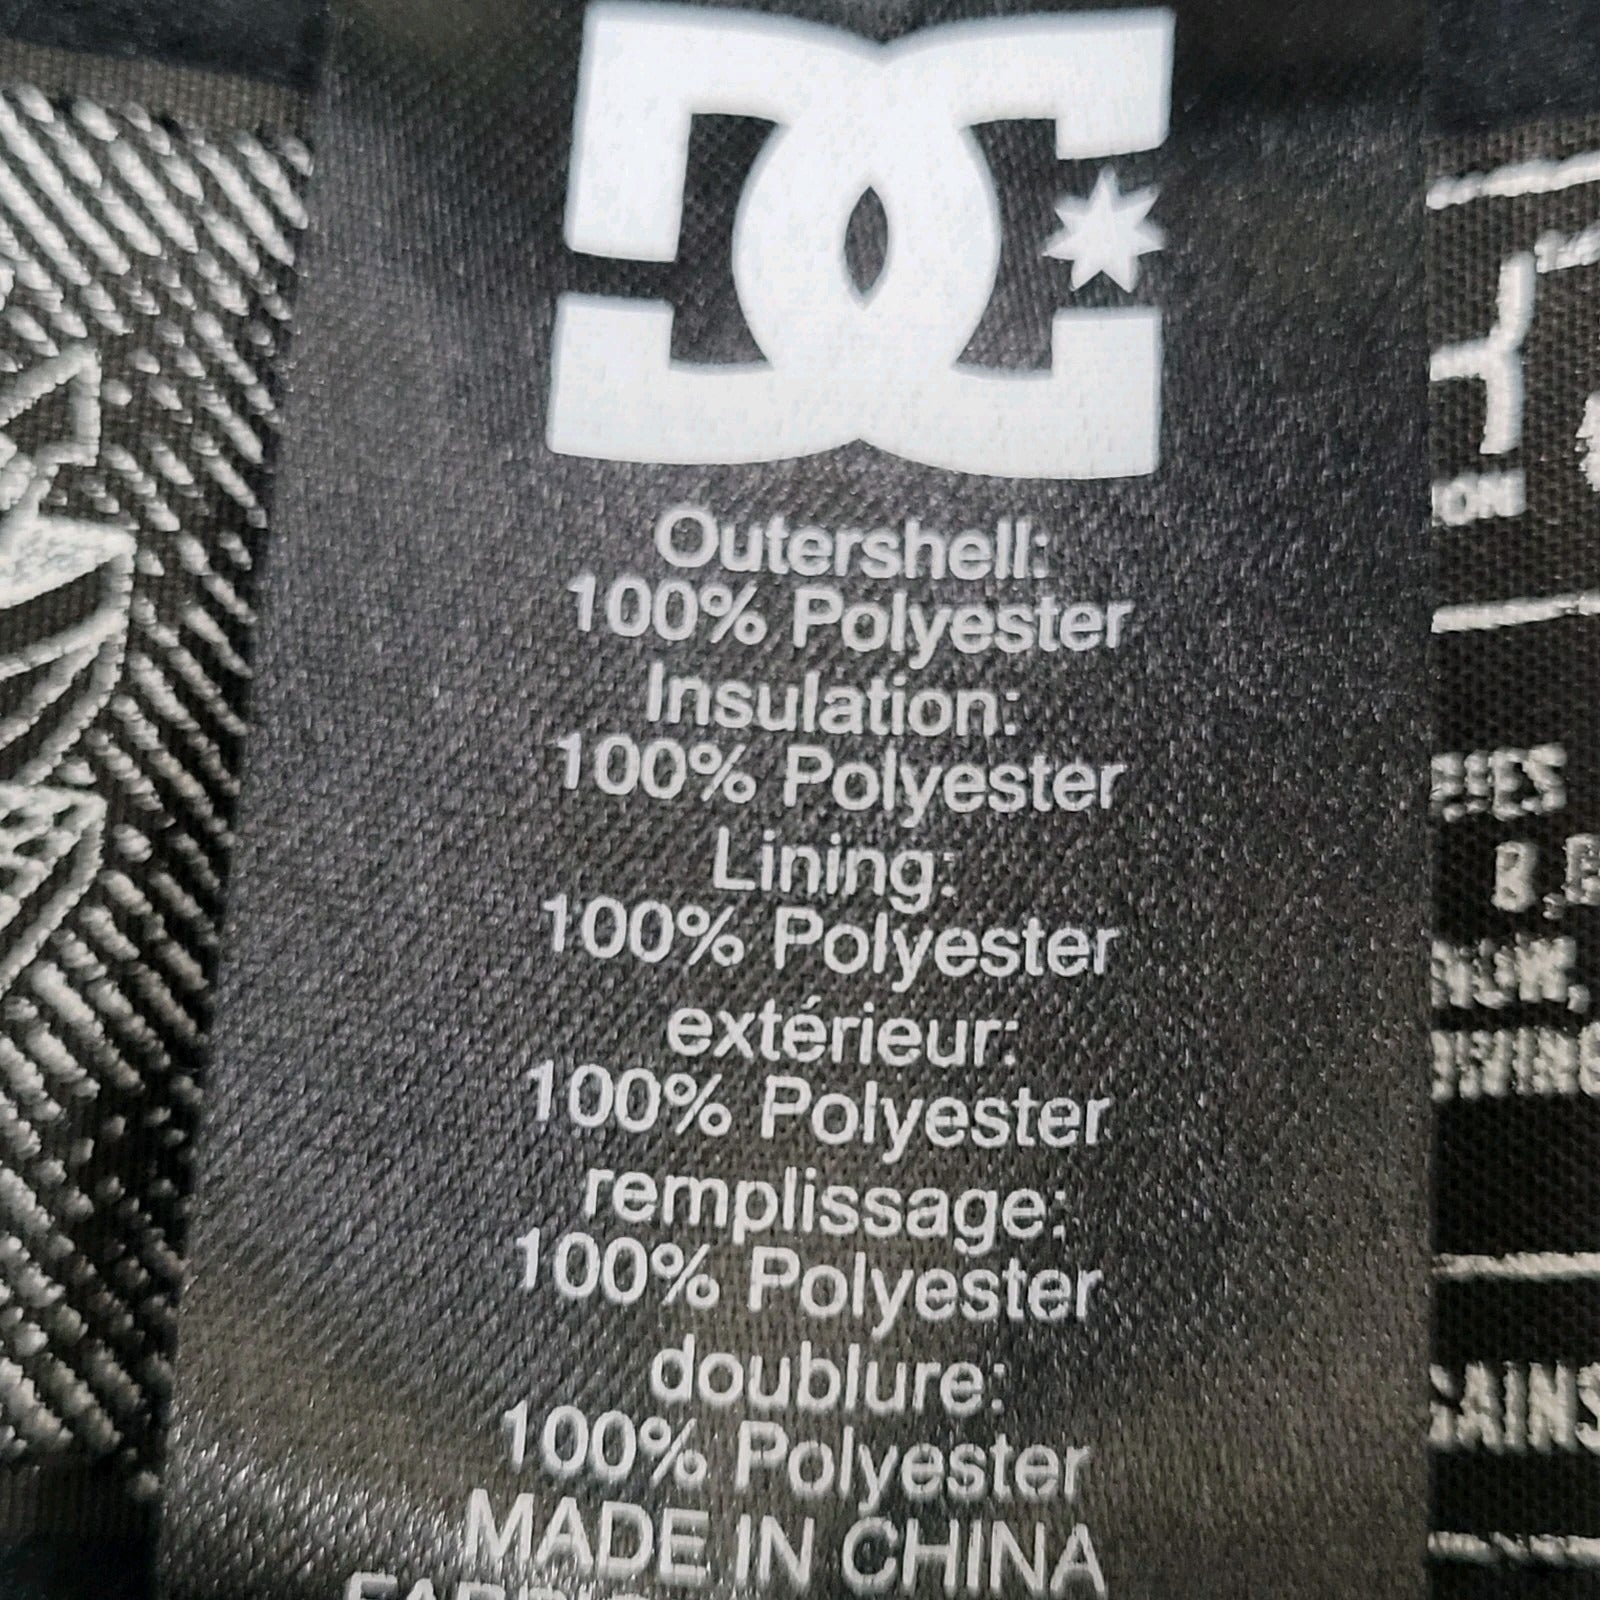 DC
Outershell:
100% Polyester
Insulation:
100% Polyester
Lining:
100% Polyester
extérieur:
100% Polyester
remplissage:
100% Polyester
doublure:
100% Polyester
MADE IN CHINA